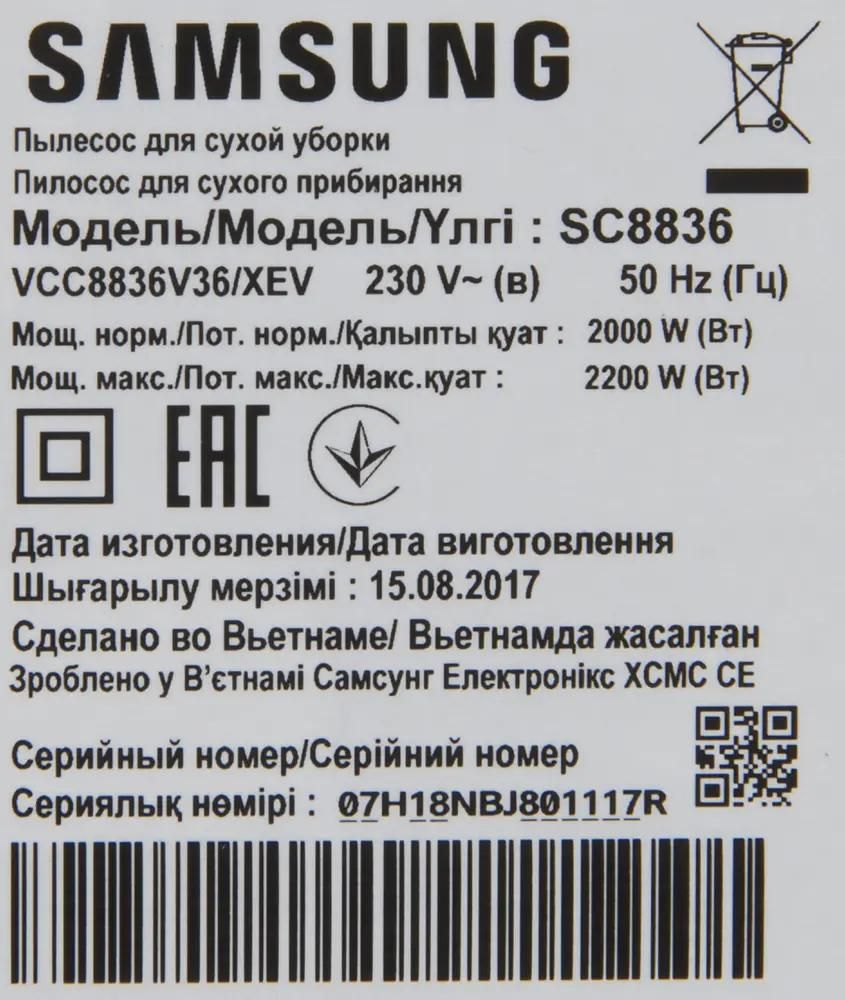 SAMSUNG
Пылесос для сухой уборки
Пилосос для сухого прибирання
Модель/Модель/Үлгі : SC8836
VCC8836V36/XEV 230 V~ (в) 50 Hz (Гц)
Мощ. норм./Пот. норм./Қалыпты қуат : 2000 W (Вт)
Мощ. макс./Пот. макс./Макс.қуат : 2200 W (Вт)
EAC
Дата изготовления/Дата виготовлення
Шығарылу мерзімі : 15.08.2017
Сделано во Вьетнаме/ Вьетнамда жасалған
Зроблено у В'єтнамі Самсунг Електронікс ХСМС СЕ
Серийный номер/Серійний номер
Сериялық нөмірі : 07H18NBJ801117R